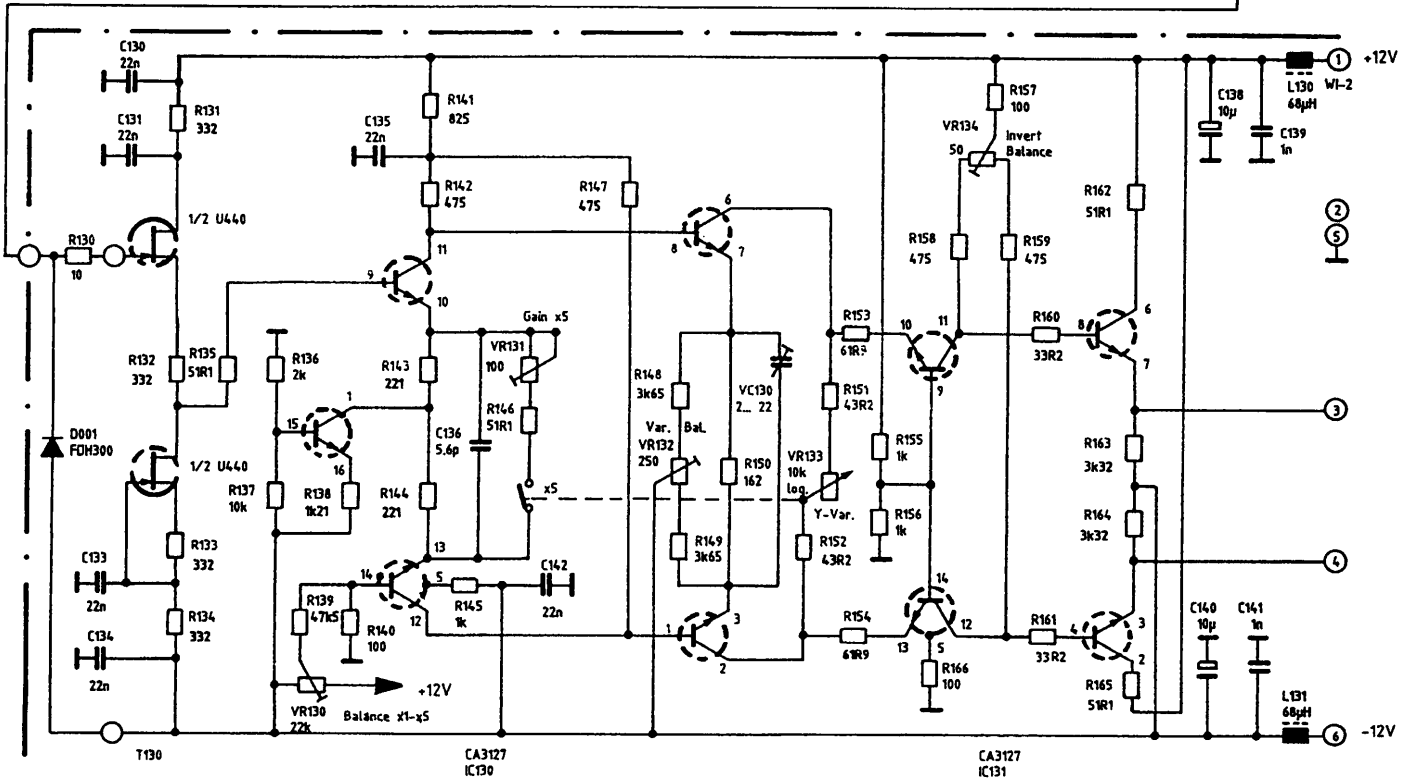 C130
22n
R131
332
C131
22n
1/2 U440
R130
10
R132
332
R135
51R1
D001
FDH300
1/2 U440
C133
22n
R133
332
C134
22n
R134
332
T130
R141
825
C135
22n
R142
475
R147
475
11
9
10
R136
2k
R143
221
1
15
16
R137
10k
R138
1k21
R144
221
C136
5.6p
Gain x5
VR131
100
R146
51R1
x5
13
14
5
12
R139
47k5
R140
100
R145
1k
C142
22n
+12V
VR130
22k
Balance x1-x5
CA3127
IC130
6
8
7
R148
3k65
VC130
2... 22
Var. Bal.
VR132
250
R150
162
R149
3k65
1
3
2
R153
61R9
R151
43R2
VR133
10k
log.
Y-Var.
R152
43R2
R154
61R9
R155
1k
R156
1k
10
11
9
14
13
5
12
R166
100
R157
100
VR134
50
Invert
Balance
R158
475
R159
475
R160
33R2
R161
33R2
CA3127
IC131
R162
51R1
8
6
7
R163
3k32
R164
3k32
4
3
2
R165
51R1
C138
10µ
C139
1n
L130
68µH
1
+12V
WI-2
2
5
3
4
C140
10µ
C141
1n
L131
68µH
6
-12V